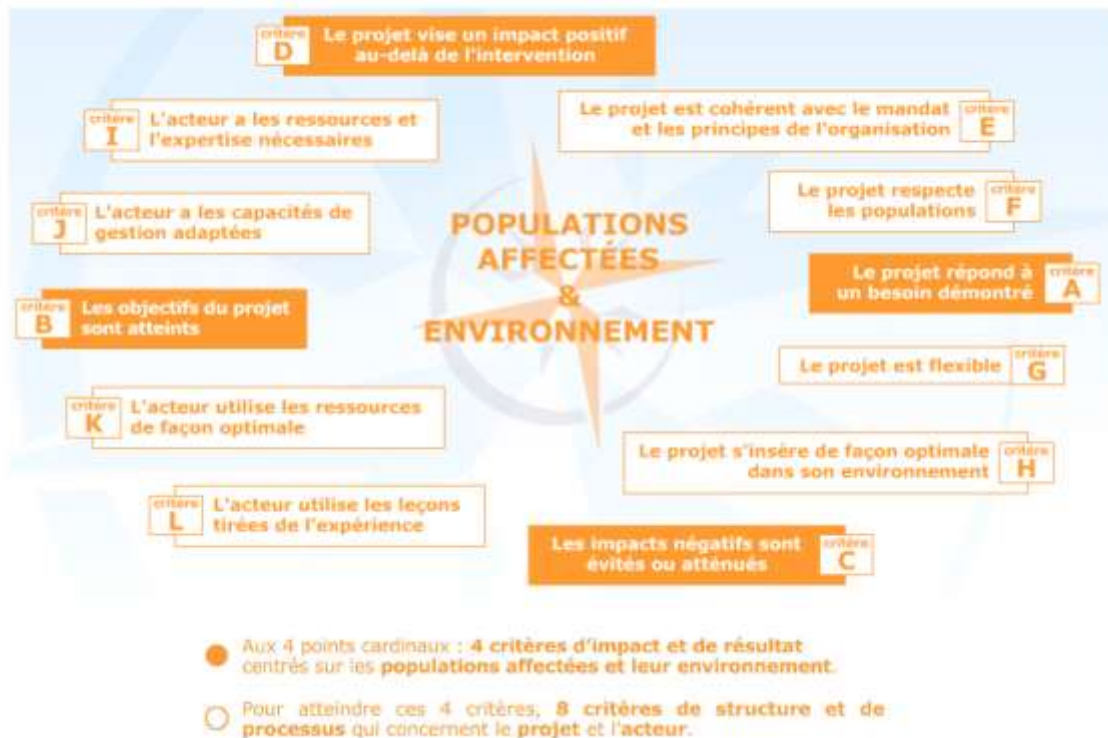 critère D
Le projet vise un impact positif
au-delà de l'intervention
critère I
L'acteur a les ressources et
l'expertise nécessaires
Le projet est cohérent avec le mandat
et les principes de l'organisation
critère E
critère J
L'acteur a les capacités de
gestion adaptées
POPULATIONS
AFFECTÉES
&
ENVIRONNEMENT
Le projet respecte
les populations
critère F
Le projet répond à
un besoin démontré
critère A
critère B
Les objectifs du projet
sont atteints
Le projet est flexible
critère G
critère K
L'acteur utilise les ressources
de façon optimale
Le projet s'insère de façon optimale
dans son environnement
critère H
critère L
L'acteur utilise les leçons
tirées de l'expérience
Les impacts négatifs sont
évités ou atténués
critère C
Aux 4 points cardinaux : 4 critères d'impact et de résultat
centrés sur les populations affectées et leur environnement.
Pour atteindre ces 4 critères, 8 critères de structure et de
processus qui concernent le projet et l'acteur.